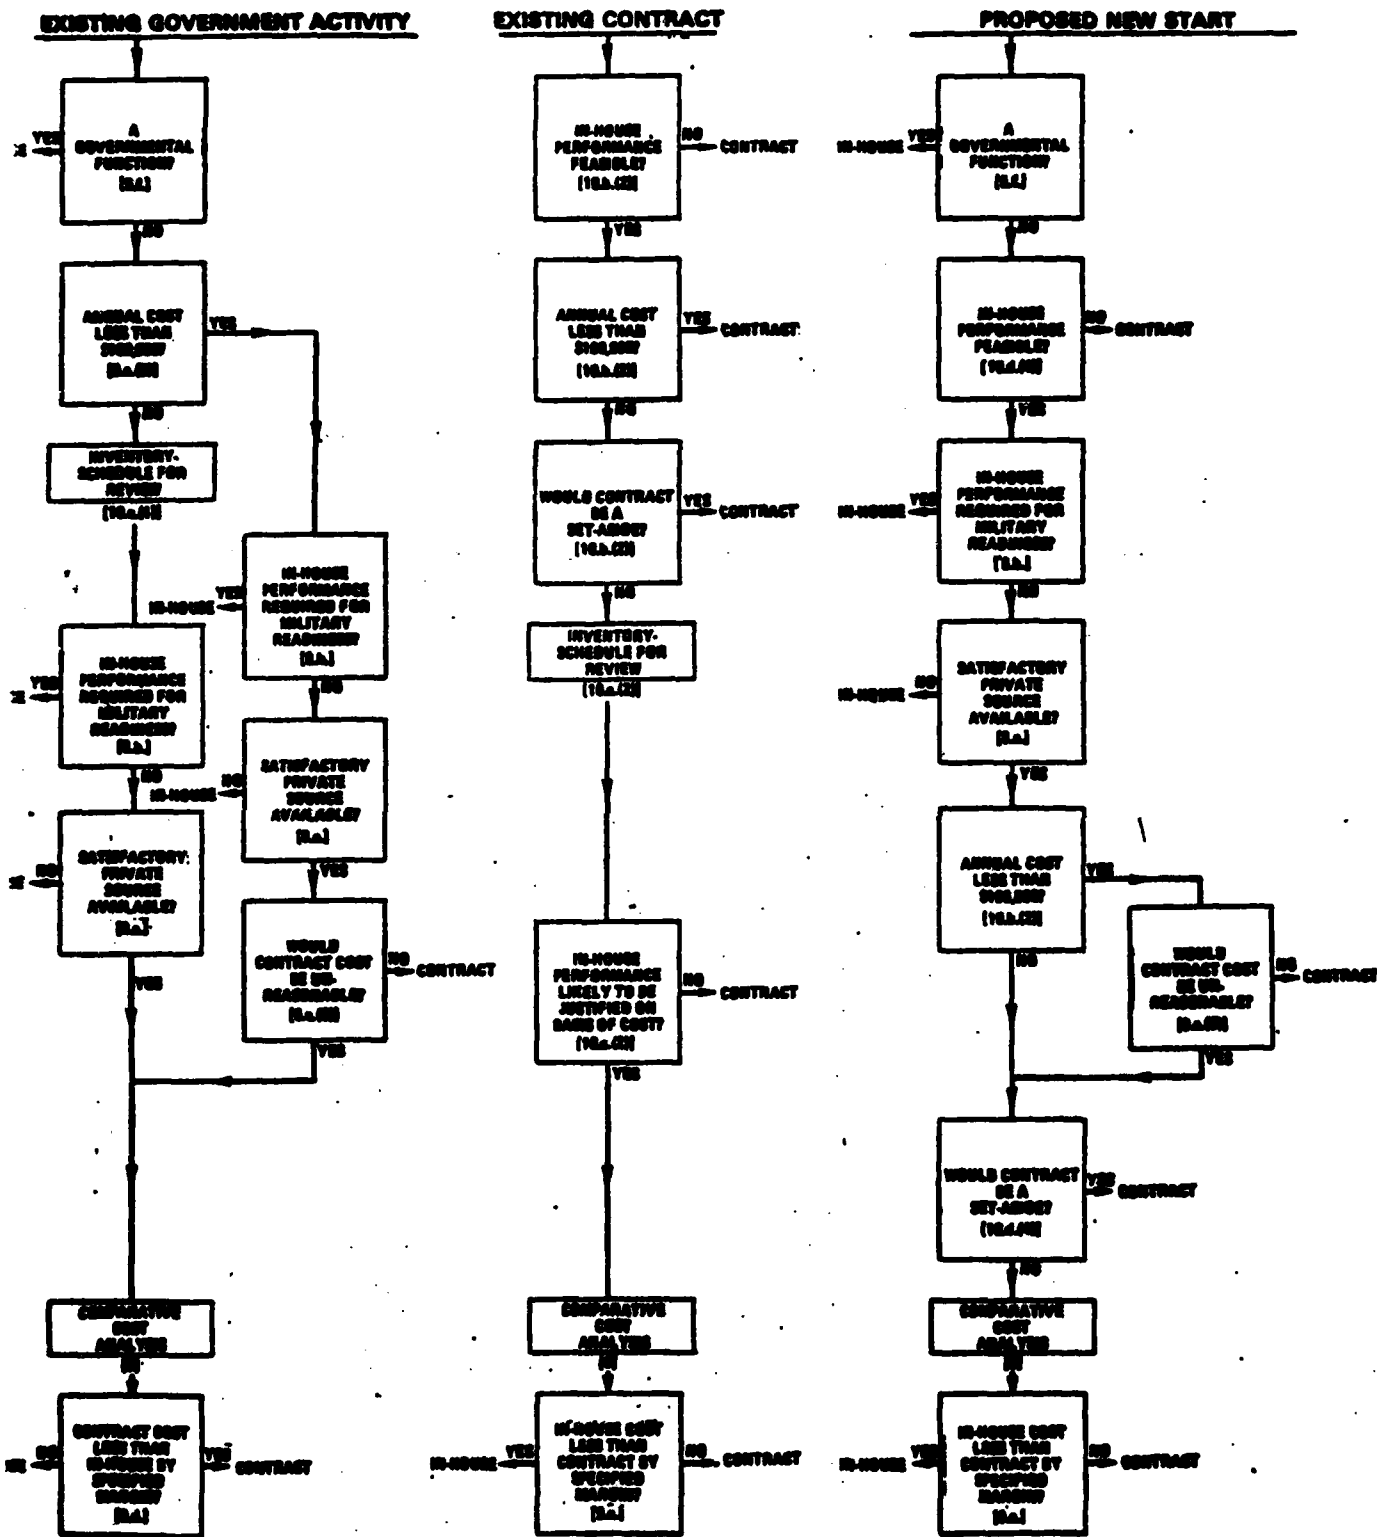 EXISTING GOVERNMENT ACTIVITY
A
GOVERNMENTAL
FUNCTION?
YES
NO
ANNUAL COST
LESS THAN
YES
NO
INVENTORY-
SCHEDULE FOR
REVIEW
IN-HOUSE
PERFORMANCE
REQUIRED FOR
MILITARY
READINESS?
YES
NO
SATISFACTORY
PRIVATE
SOURCE
AVAILABLE?
NO
YES
IN-HOUSE
PERFORMANCE
REQUIRED FOR
MILITARY
READINESS?
YES
IN-HOUSE
NO
SATISFACTORY
PRIVATE
SOURCE
AVAILABLE?
NO
IN-HOUSE
YES
WOULD
CONTRACT COST
BE UN-
REASONABLE?
NO
CONTRACT
YES
COMPARATIVE
COST
ANALYSIS
CONTRACT COST
LESS THAN
IN-HOUSE BY
SPECIFIED
MARGIN?
NO
YES
CONTRACT
EXISTING CONTRACT
IN-HOUSE
PERFORMANCE
FEASIBLE?
[10.b.(2)]
NO
CONTRACT
YES
ANNUAL COST
LESS THAN
[10.b.(2)]
YES
CONTRACT
NO
WOULD CONTRACT
BE A
SET-ASIDE?
[10.b.(2)]
YES
CONTRACT
NO
INVENTORY-
SCHEDULE FOR
REVIEW
IN-HOUSE
PERFORMANCE
LIKELY TO BE
JUSTIFIED ON
BASIS OF COST?
NO
CONTRACT
YES
COMPARATIVE
COST
ANALYSIS
IN-HOUSE COST
LESS THAN
CONTRACT BY
SPECIFIED
MARGIN?
YES
IN-HOUSE
NO
CONTRACT
PROPOSED NEW START
A
GOVERNMENTAL
FUNCTION?
YES
IN-HOUSE
NO
IN-HOUSE
PERFORMANCE
FEASIBLE?
NO
CONTRACT
YES
IN-HOUSE
PERFORMANCE
REQUIRED FOR
MILITARY
READINESS?
YES
IN-HOUSE
NO
SATISFACTORY
PRIVATE
SOURCE
AVAILABLE?
NO
IN-HOUSE
YES
ANNUAL COST
LESS THAN
YES
NO
WOULD
CONTRACT COST
BE UN-
REASONABLE?
NO
CONTRACT
YES
WOULD CONTRACT
BE A
SET-ASIDE?
YES
CONTRACT
NO
COMPARATIVE
COST
ANALYSIS
IN-HOUSE COST
LESS THAN
CONTRACT BY
SPECIFIED
MARGIN?
YES
IN-HOUSE
NO
CONTRACT